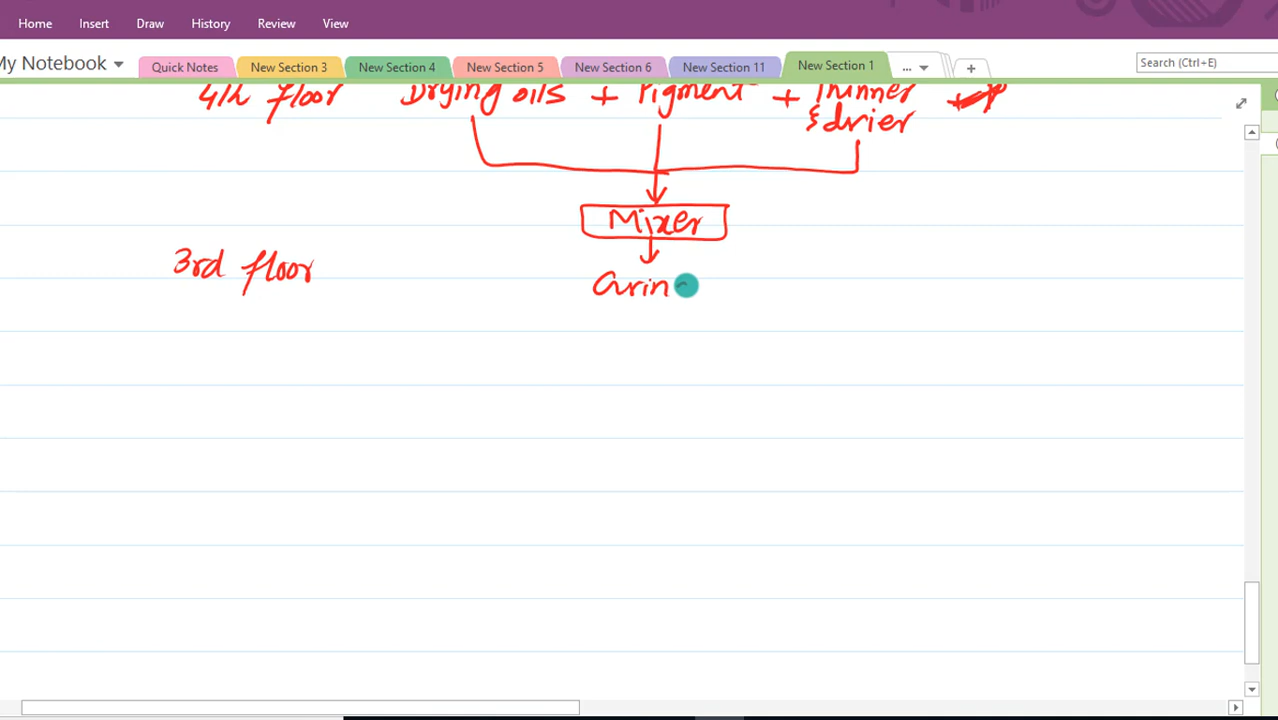 Home Insert Draw History Review View
My Notebook Quick Notes New Section 3 New Section 4 New Section 5 New Section 6 New Section 11 New Section 1 ... + Search (Ctrl+E)
4th floor Drying oils + Pigment + Thinner +
& drier
Mixer
3rd floor
Grin